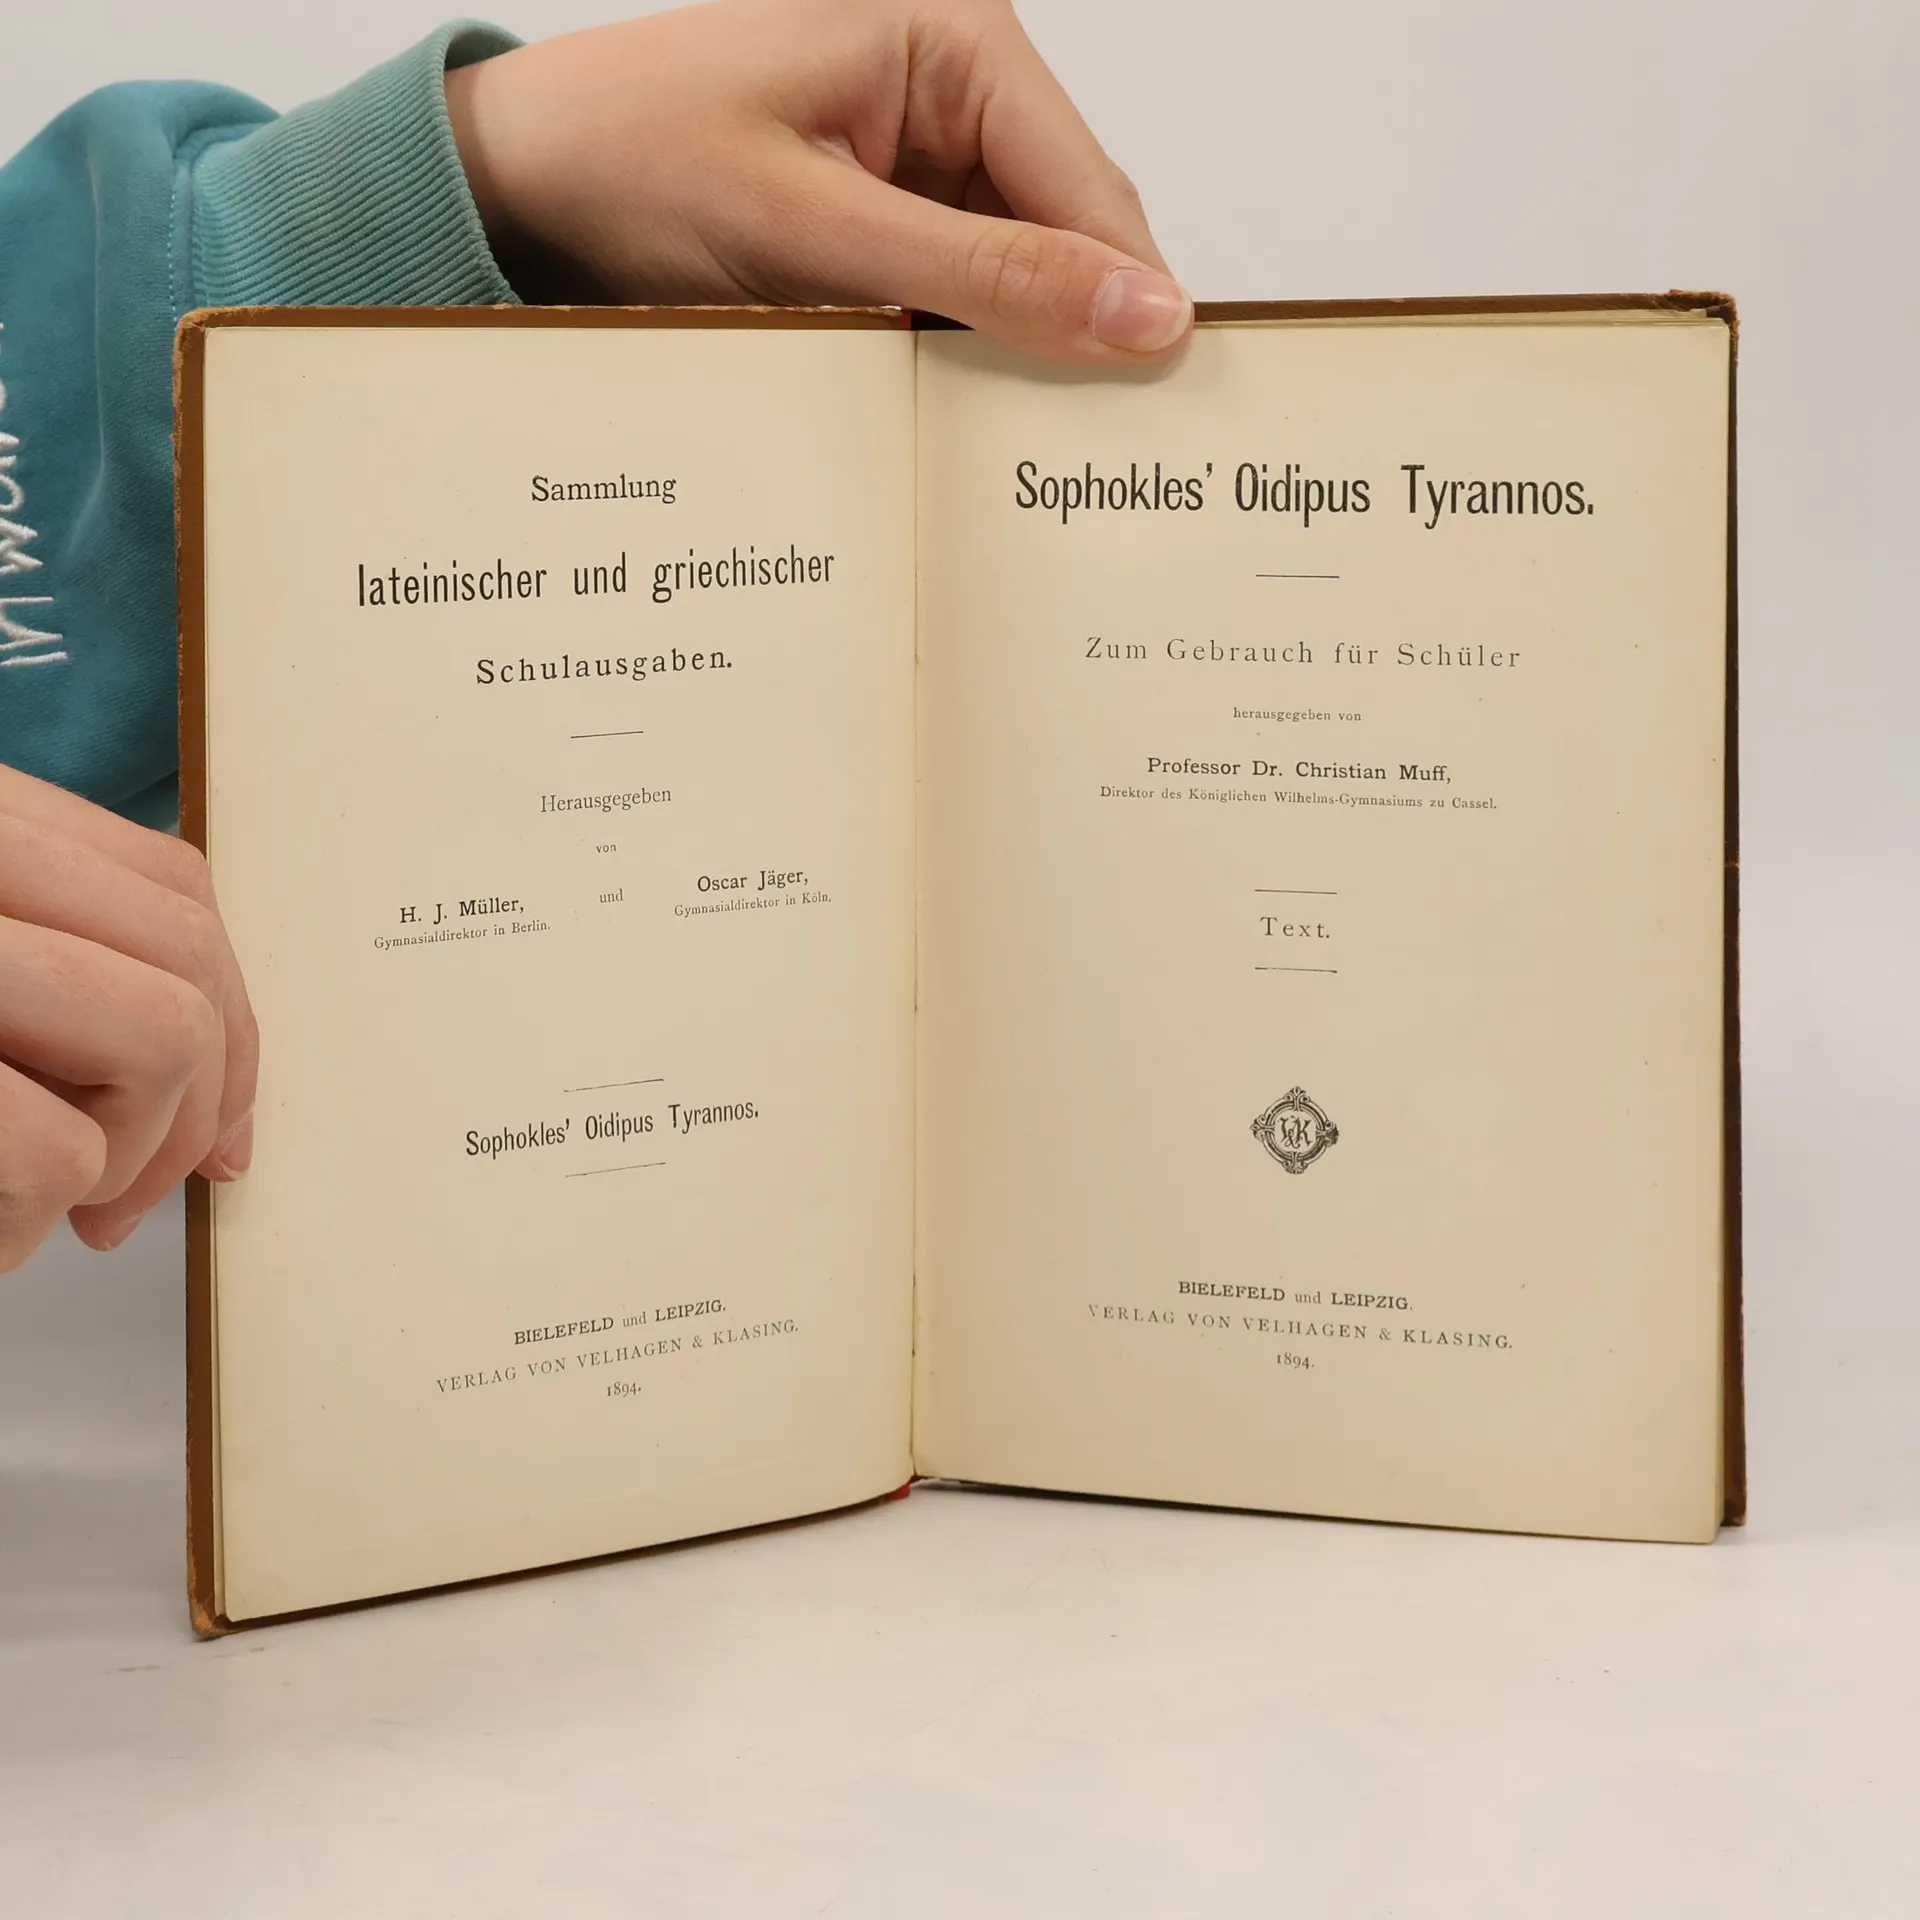 Sammlung
lateinischer und griechischer
Schulausgaben.
Herausgegeben
von
H. J. Müller, und Oscar Jäger,
Gymnasialdirektor in Berlin. Gymnasialdirektor in Köln.
Sophokles' Oidipus Tyrannos.
BIELEFELD und LEIPZIG.
VERLAG VON VELHAGEN & KLASING.
1894.
Sophokles' Oidipus Tyrannos.
Zum Gebrauch für Schüler
herausgegeben von
Professor Dr. Christian Muff,
Direktor des Königlichen Wilhelms-Gymnasiums zu Cassel.
Text.
V&K
BIELEFELD und LEIPZIG.
VERLAG VON VELHAGEN & KLASING.
1894.